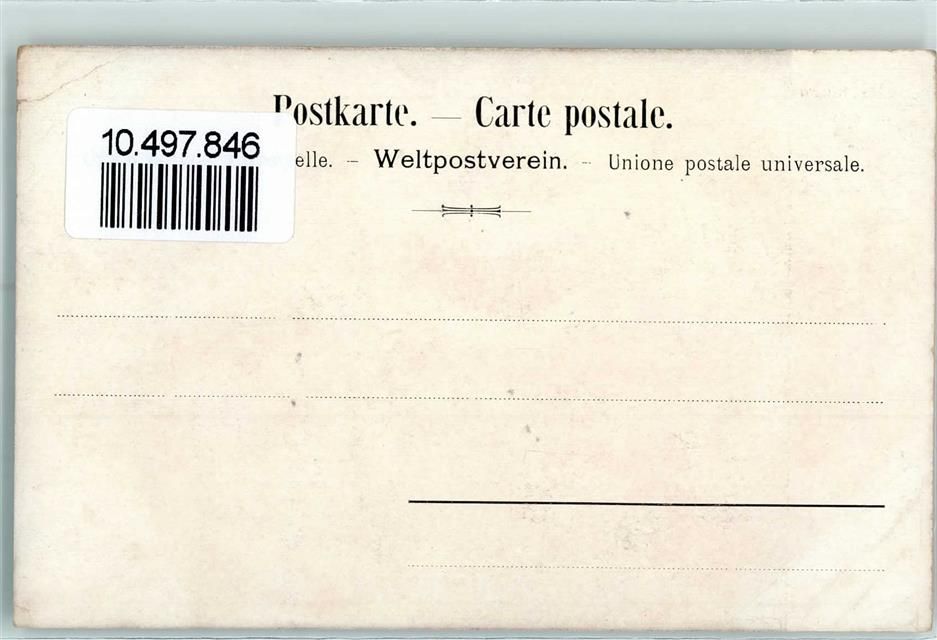 Postkarte. — Carte postale.
10.497.846
elle. – Weltpostverein. – Unione postale universale.